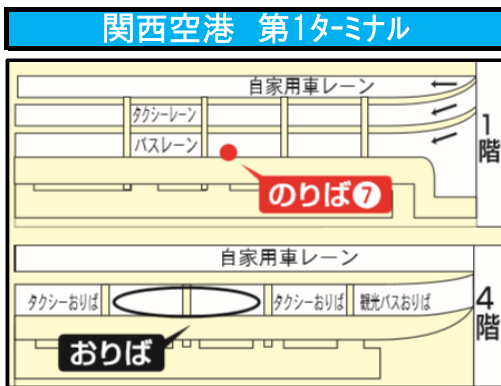 関西空港 第1ターミナル
自家用車レーン
タクシーレーン
バスレーン
1階
のりば❼
自家用車レーン
タクシーおりば タクシーおりば 観光バスおりば
4階
おりば